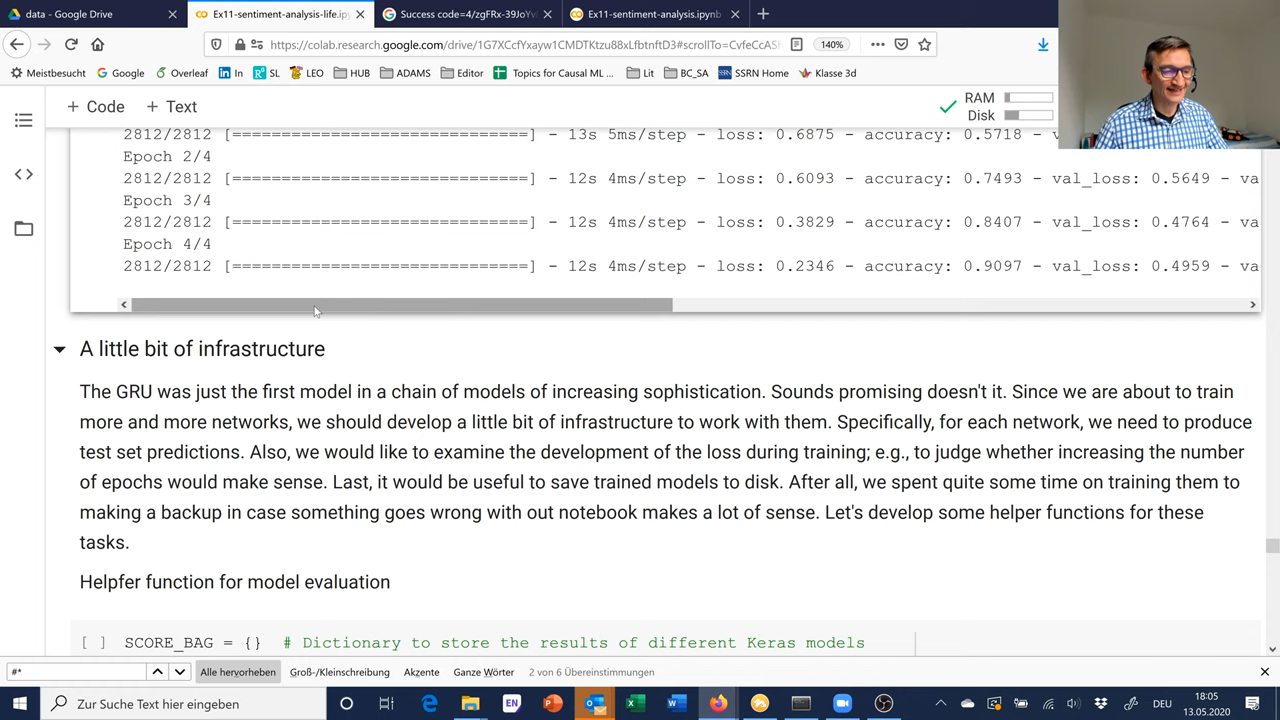 data - Google Drive
Ex11-sentiment-analysis-life.ipy
Success code=4/zgFRx-39JoYv
Ex11-sentiment-analysis.ipynb
https://colab.research.google.com/drive/1G7XCcfYxayw1CMDTKtzu88xLfbtnftD3#scrollTo=CvfeCcAS
140%
Meistbesucht Google Overleaf In SL LEO HUB ADAMS Editor Topics for Causal ML ... Lit BC_SA SSRN Home Klasse 3d
+ Code + Text
RAM
Disk
2812/2812 [==============================] - 13s 5ms/step - loss: 0.6875 - accuracy: 0.5718 - v
Epoch 2/4
2812/2812 [==============================] - 12s 4ms/step - loss: 0.6093 - accuracy: 0.7493 - val_loss: 0.5649 - va
Epoch 3/4
2812/2812 [==============================] - 12s 4ms/step - loss: 0.3829 - accuracy: 0.8407 - val_loss: 0.4764 - va
Epoch 4/4
2812/2812 [==============================] - 12s 4ms/step - loss: 0.2346 - accuracy: 0.9097 - val_loss: 0.4959 - va
A little bit of infrastructure
The GRU was just the first model in a chain of models of increasing sophistication. Sounds promising doesn't it. Since we are about to train
more and more networks, we should develop a little bit of infrastructure to work with them. Specifically, for each network, we need to produce
test set predictions. Also, we would like to examine the development of the loss during training; e.g., to judge whether increasing the number
of epochs would make sense. Last, it would be useful to save trained models to disk. After all, we spent quite some time on training them to
making a backup in case something goes wrong with out notebook makes a lot of sense. Let's develop some helper functions for these
tasks.
Helpfer function for model evaluation
[ ] SCORE_BAG = {} # Dictionary to store the results of different Keras models
#* Alle hervorheben Groß-/Kleinschreibung Akzente Ganze Wörter 2 von 6 Übereinstimmungen
Zur Suche Text hier eingeben
EN
DEU
18:05
13.05.2020